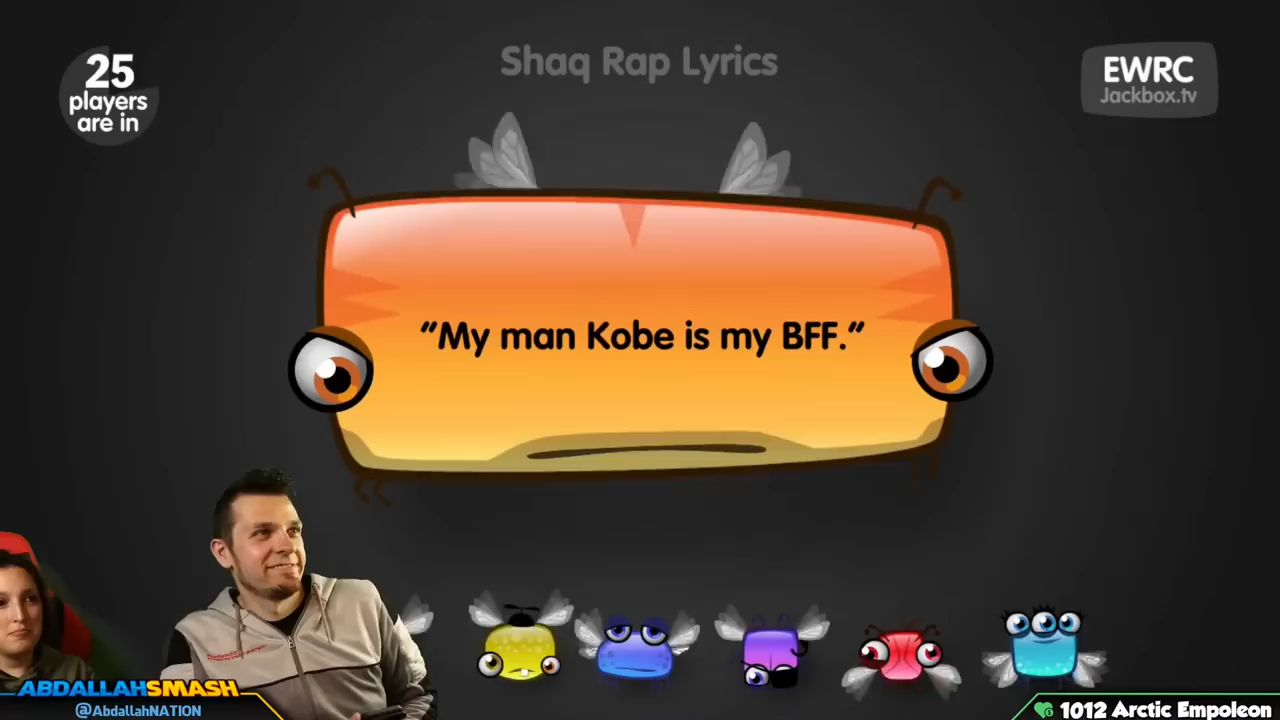 25
players
are in
Shaq Rap Lyrics
EWRC
Jackbox.tv
“My man Kobe is my BFF.”
ABDALLAHSMASH
@AbdallahNATION
1012 Arctic Empoleon